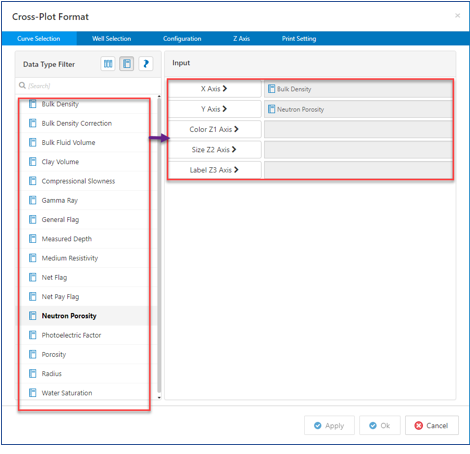 Cross-Plot Format
Curve Selection Well Selection Configuration Z Axis Print Setting
Data Type Filter
(Search)
Bulk Density
Bulk Density Correction
Bulk Fluid Volume
Clay Volume
Compressional Slowness
Gamma Ray
General Flag
Measured Depth
Medium Resistivity
Net Flag
Net Pay Flag
Neutron Porosity
Photoelectric Factor
Porosity
Radius
Water Saturation
Input
X Axis Bulk Density
Y Axis Neutron Porosity
Color Z1 Axis
Size Z2 Axis
Label Z3 Axis
Apply Ok Cancel